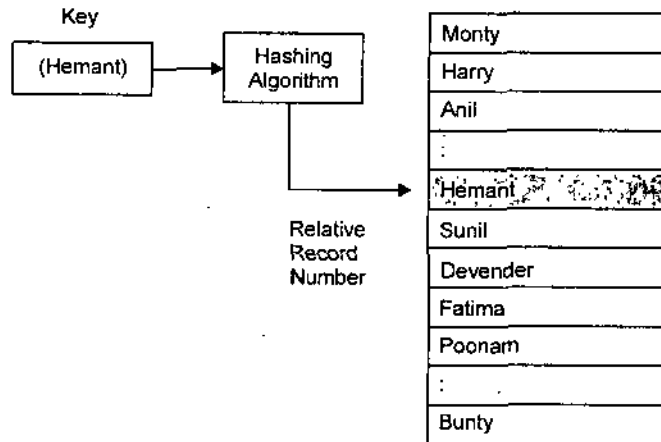 Key
(Hemant)
Hashing
Algorithm
Relative
Record
Number
Monty
Harry
Anil
:
Hemant
Sunil
Devender
Fatima
Poonam
:
Bunty